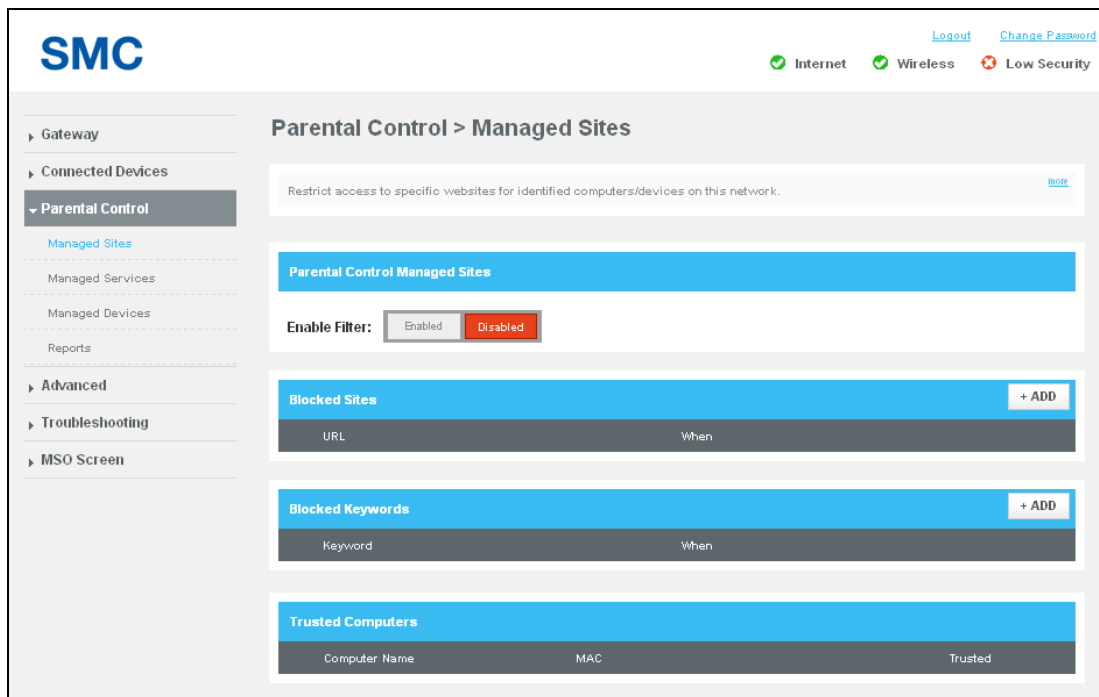 SMC
Logout Change Password
Internet Wireless Low Security
Gateway
Connected Devices
Parental Control
Managed Sites
Managed Services
Managed Devices
Reports
Advanced
Troubleshooting
MSO Screen
Parental Control > Managed Sites
Restrict access to specific websites for identified computers/devices on this network.
more
Parental Control Managed Sites
Enable Filter: Enabled Disabled
Blocked Sites + ADD
URL When
Blocked Keywords + ADD
Keyword When
Trusted Computers
Computer Name MAC Trusted